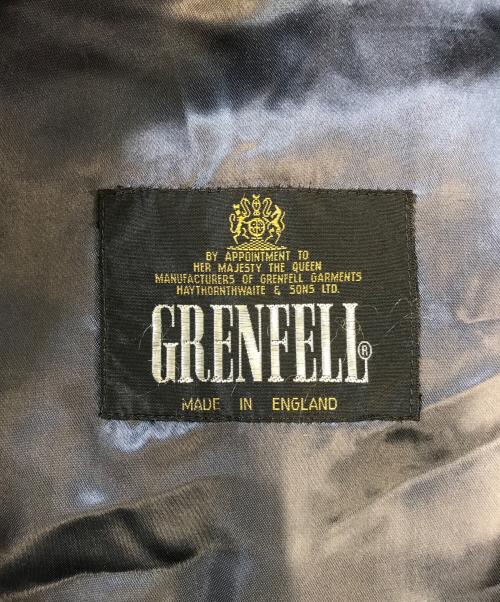 BY APPOINTMENT TO
HER MAJESTY THE QUEEN
MANUFACTURERS OF GRENFELL GARMENTS
HAYTHORNTHWAITE & SONS LTD.
GRENFELL®
MADE IN ENGLAND